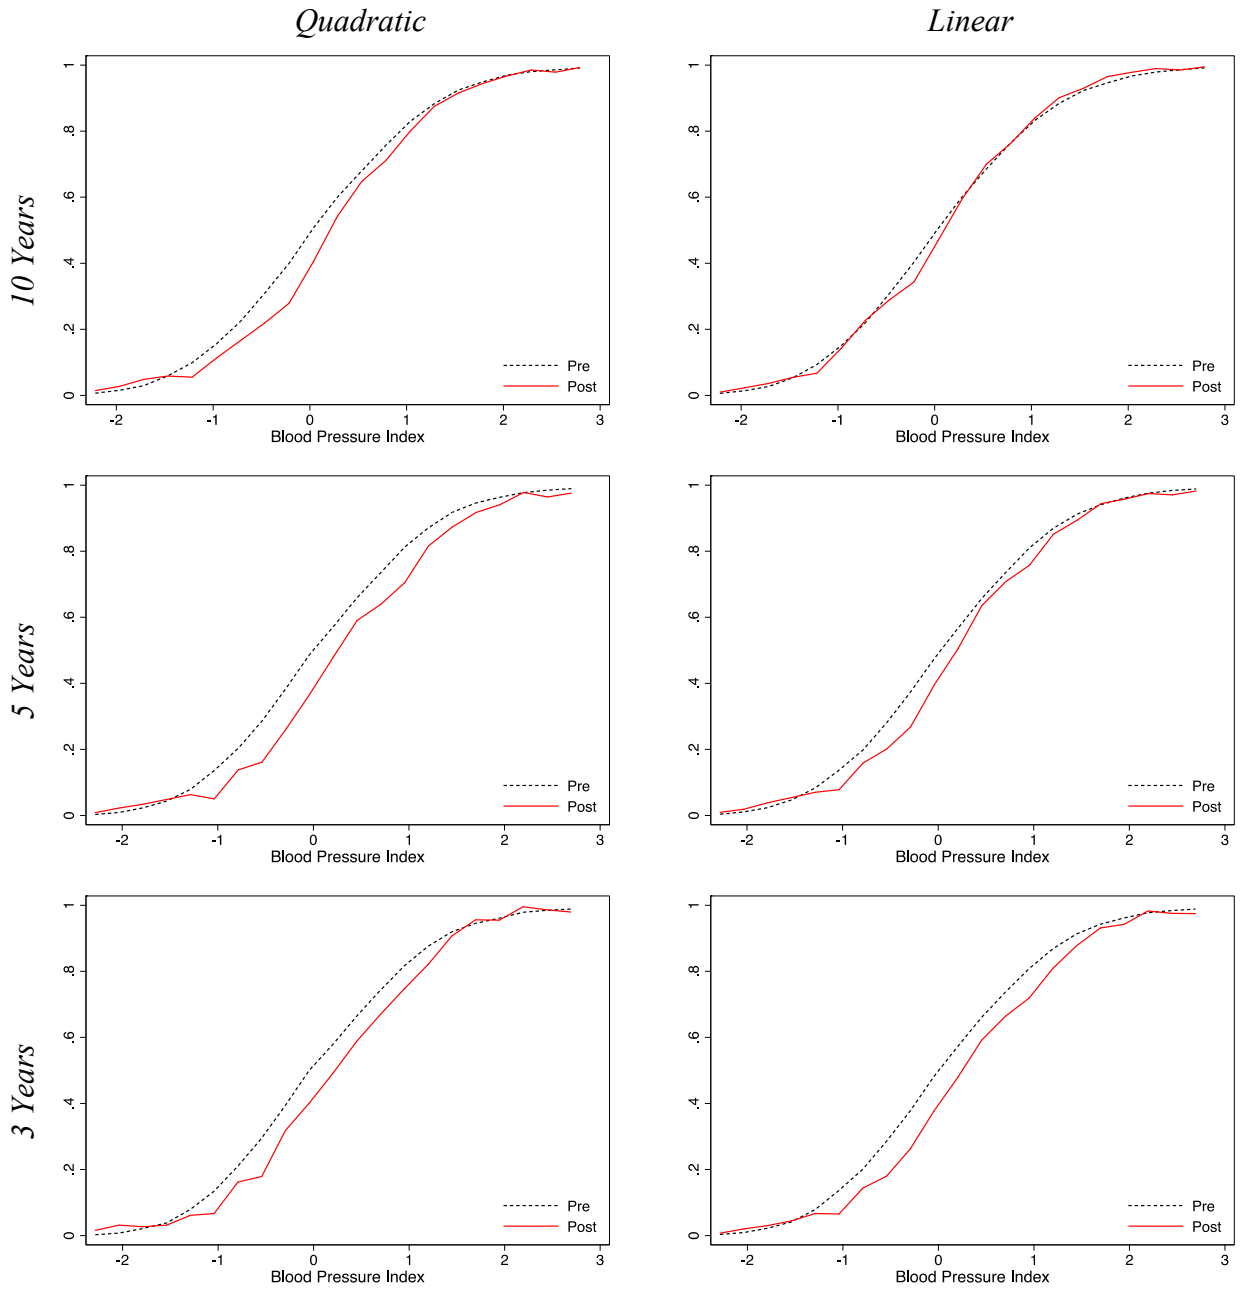 Quadratic
Linear
10 Years
1
.8
.6
.4
.2
0
Pre
Post
-2 -1 0 1 2 3
Blood Pressure Index
1
.8
.6
.4
.2
0
Pre
Post
-2 -1 0 1 2 3
Blood Pressure Index
5 Years
1
.8
.6
.4
.2
0
Pre
Post
-2 -1 0 1 2 3
Blood Pressure Index
1
.8
.6
.4
.2
0
Pre
Post
-2 -1 0 1 2 3
Blood Pressure Index
3 Years
1
.8
.6
.4
.2
0
Pre
Post
-2 -1 0 1 2 3
Blood Pressure Index
1
.8
.6
.4
.2
0
Pre
Post
-2 -1 0 1 2 3
Blood Pressure Index